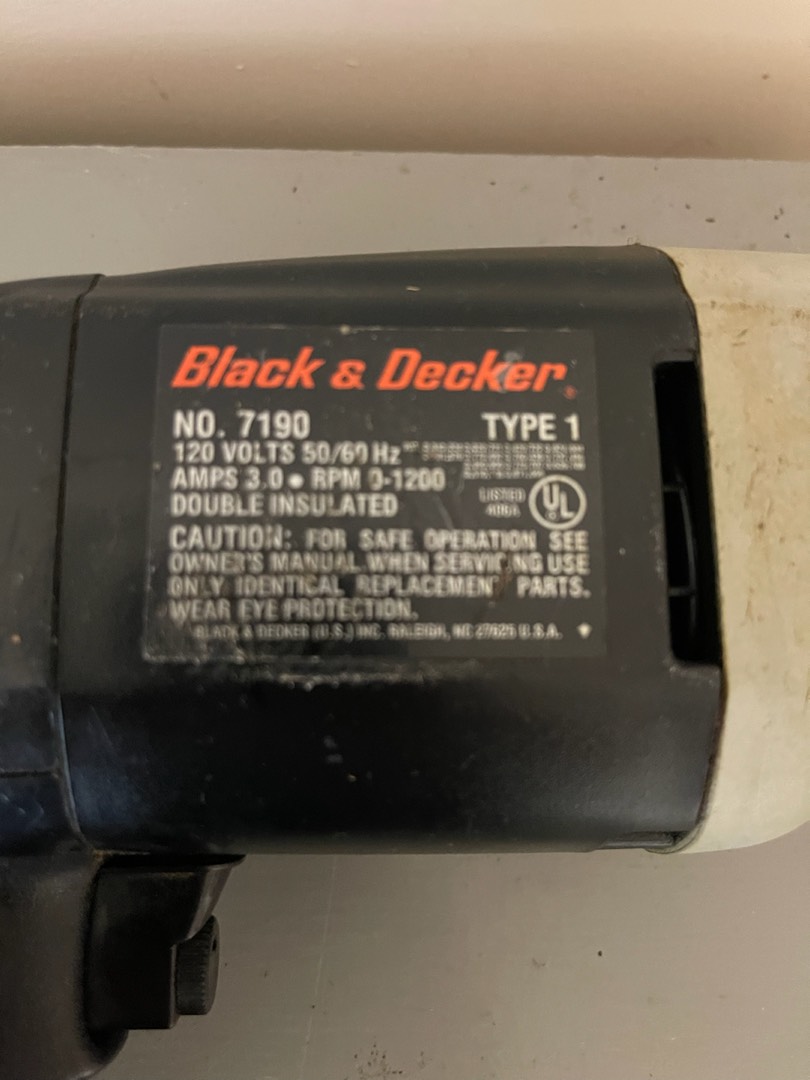 Black & Decker
NO. 7190 TYPE 1
120 VOLTS 50/60 Hz
AMPS 3.0 • RPM 0-1200
DOUBLE INSULATED
LISTED UL
CAUTION: FOR SAFE OPERATION SEE
OWNER'S MANUAL. WHEN SERVICING USE
ONLY IDENTICAL REPLACEMENT PARTS.
WEAR EYE PROTECTION.
BLACK & DECKER (U.S.) INC. RALEIGH, NC 27625 U.S.A.